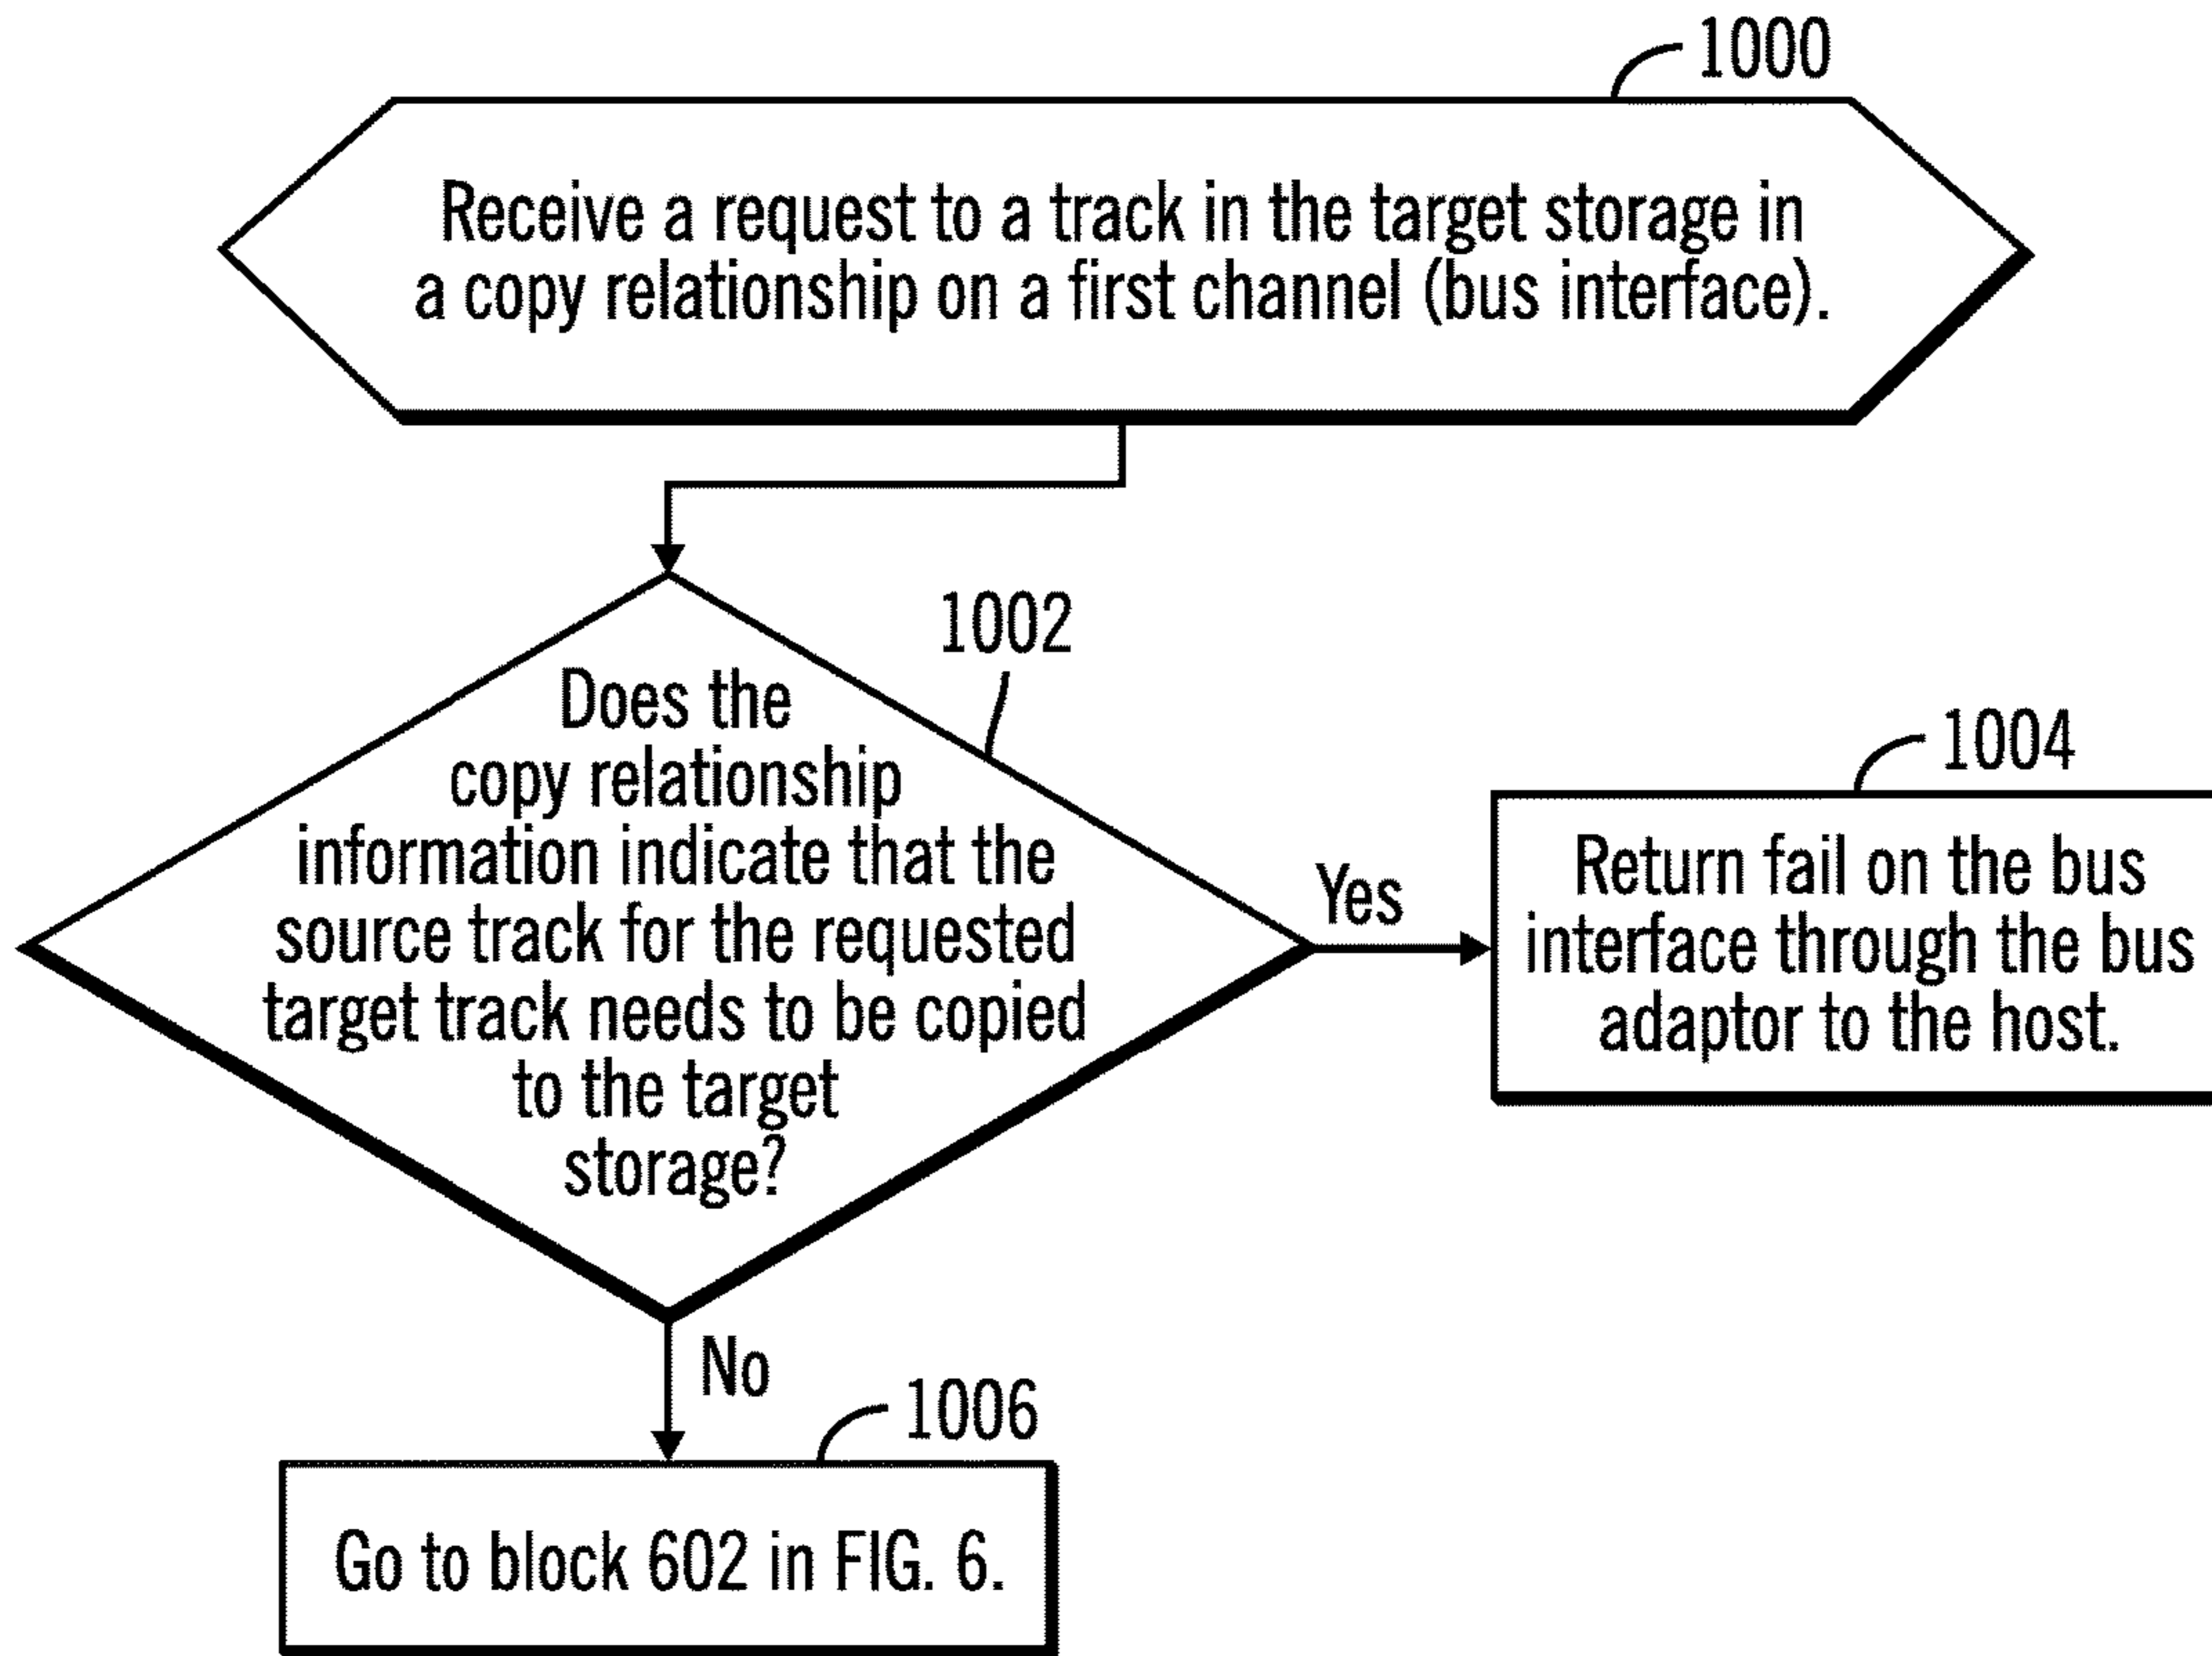 1000
Receive a request to a track in the target storage in
a copy relationship on a first channel (bus interface).
1002
Does the
copy relationship
information indicate that the
source track for the requested
target track needs to be copied
to the target
storage?
Yes
1004
Return fail on the bus
interface through the bus
adaptor to the host.
No
1006
Go to block 602 in FIG. 6.